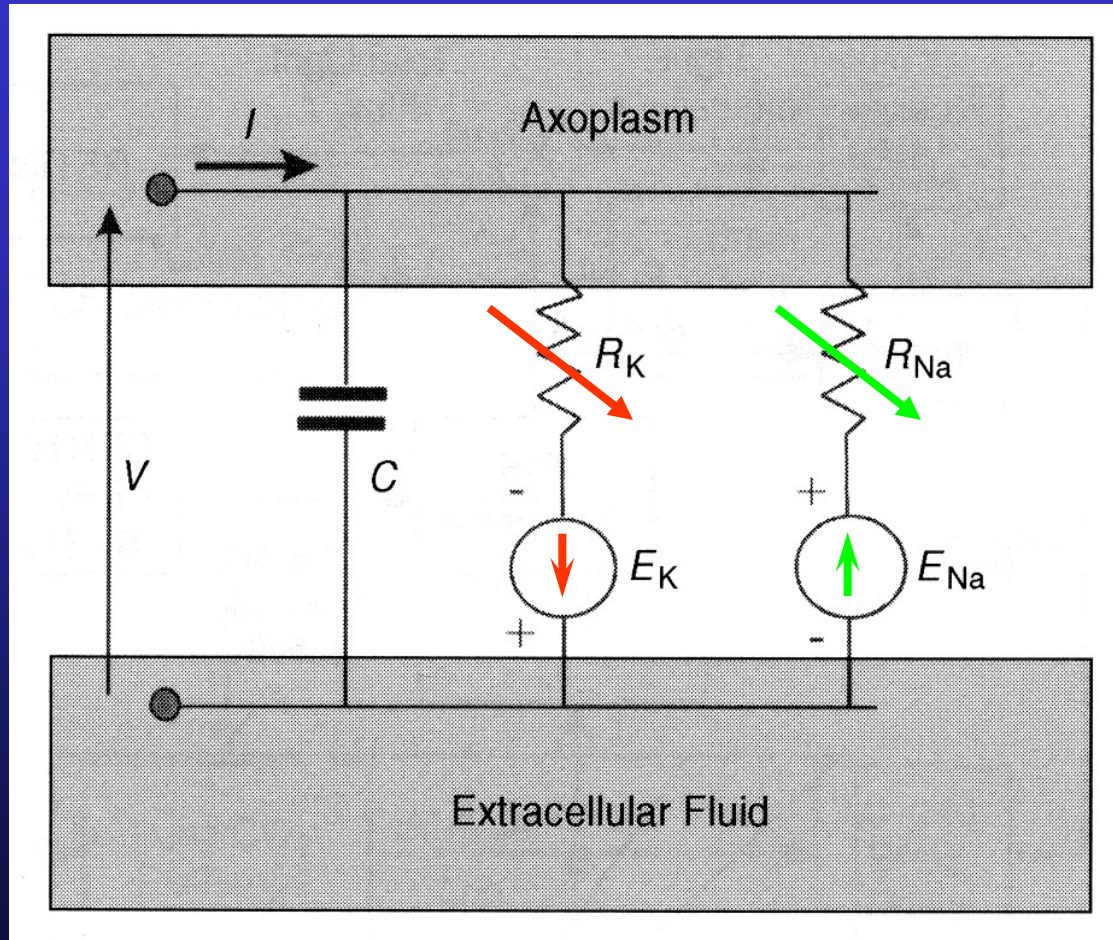 Axoplasm
I
R_K
R_Na
V
C
-
+
E_K
E_Na
+
-
Extracellular Fluid